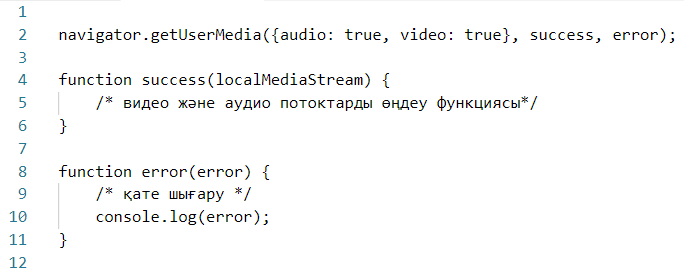 1
2 navigator.getUserMedia({audio: true, video: true}, success, error);
3
4 function success(localMediaStream) {
5 /* видео және аудио потоктарды өңдеу функциясы*/
6 }
7
8 function error(error) {
9 /* қате шығару */
10 console.log(error);
11 }
12